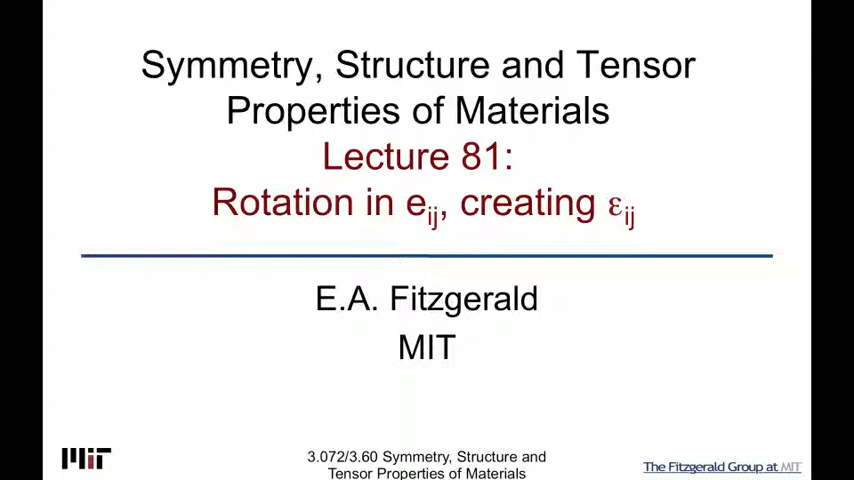 Symmetry, Structure and Tensor
Properties of Materials
Lecture 81:
Rotation in eij, creating εij
E.A. Fitzgerald
MIT
MIT
3.072/3.60 Symmetry, Structure and
Tensor Properties of Materials
The Fitzgerald Group at MIT